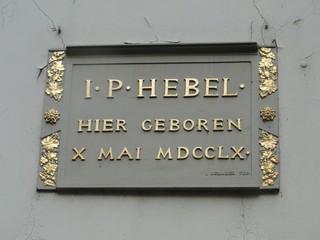 I·P·HEBEL·
HIER GEBOREN
X MAI MDCCLX·